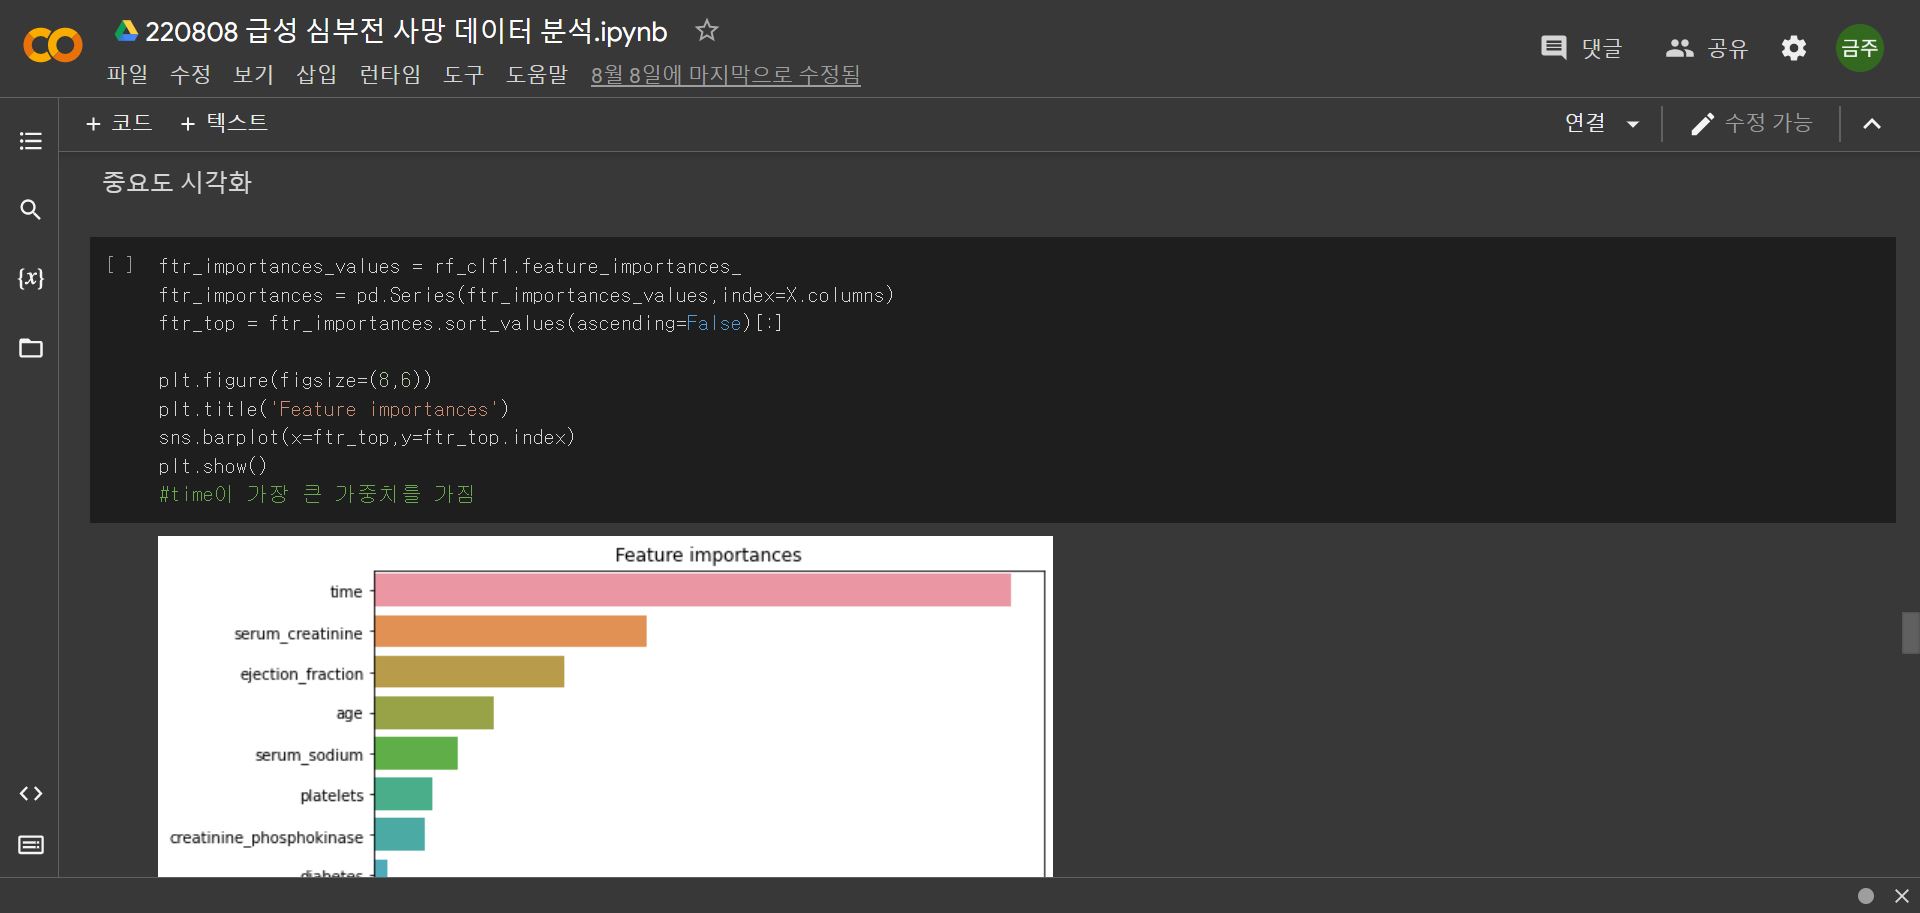 220808 급성 심부전 사망 데이터 분석.ipynb
파일 수정 보기 삽입 런타임 도구 도움말 8월 8일에 마지막으로 수정됨
댓글 공유 금주
+ 코드 + 텍스트
연결 수정 가능
중요도 시각화
{x}
[ ] ftr_importances_values = rf_clf1.feature_importances_
ftr_importances = pd.Series(ftr_importances_values,index=X.columns)
ftr_top = ftr_importances.sort_values(ascending=False)[:]
plt.figure(figsize=(8,6))
plt.title('Feature importances')
sns.barplot(x=ftr_top,y=ftr_top.index)
plt.show()
#time이 가장 큰 가중치를 가짐
Feature importances
time
serum_creatinine
ejection_fraction
age
serum_sodium
platelets
creatinine_phosphokinase
diabetes